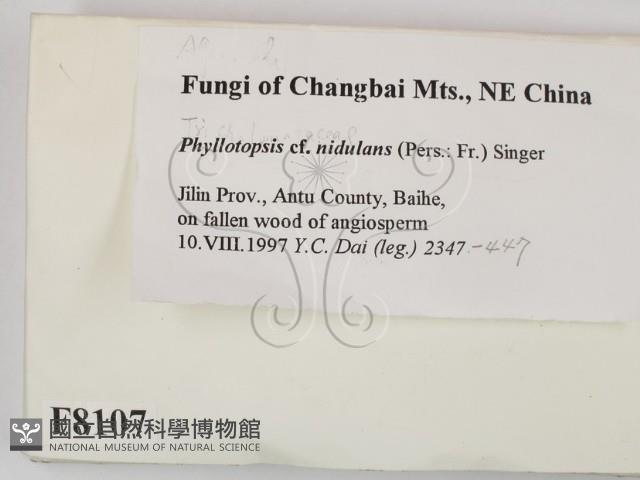 Fungi of Changbai Mts., NE China
Phyllotopsis cf. nidulans (Pers.: Fr.) Singer
Jilin Prov., Antu County, Baihe,
on fallen wood of angiosperm
10.VIII.1997 Y.C. Dai (leg.) 2347-447
F8107
國立自然科學博物館
NATIONAL MUSEUM OF NATURAL SCIENCE